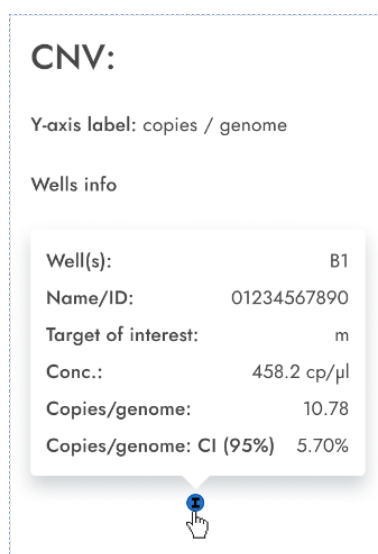 CNV:
Y-axis label: copies / genome
Wells info
Well(s): B1
Name/ID: 01234567890
Target of interest: m
Conc.: 458.2 cp/μl
Copies/genome: 10.78
Copies/genome: CI (95%) 5.70%